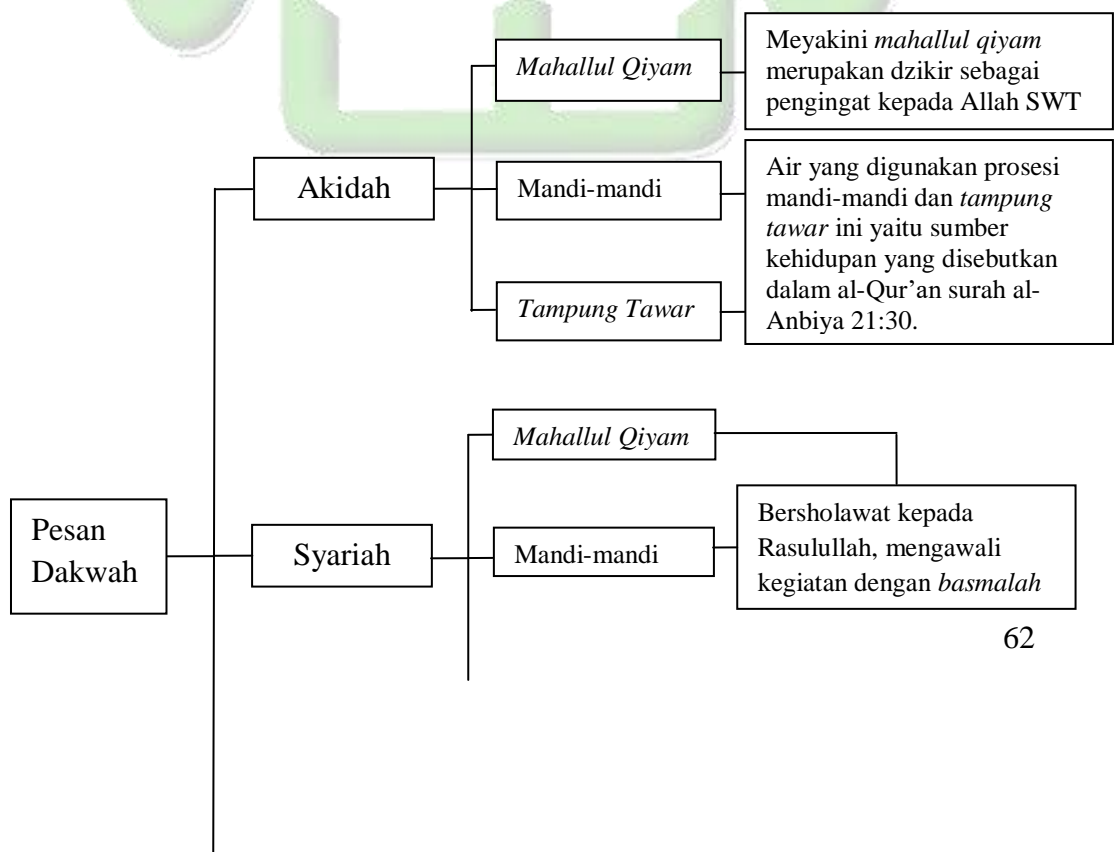 Mahallul Qiyam
Meyakini mahallul qiyam
merupakan dzikir sebagai
pengingat kepada Allah SWT
Akidah
Mandi-mandi
Air yang digunakan prosesi
mandi-mandi dan tampung
tawar ini yaitu sumber
kehidupan yang disebutkan
dalam al-Qur’an surah al-
Anbiya 21:30.
Tampung Tawar
Mahallul Qiyam
Pesan
Dakwah
Syariah
Mandi-mandi
Bersholawat kepada
Rasulullah, mengawali
kegiatan dengan basmalah
62